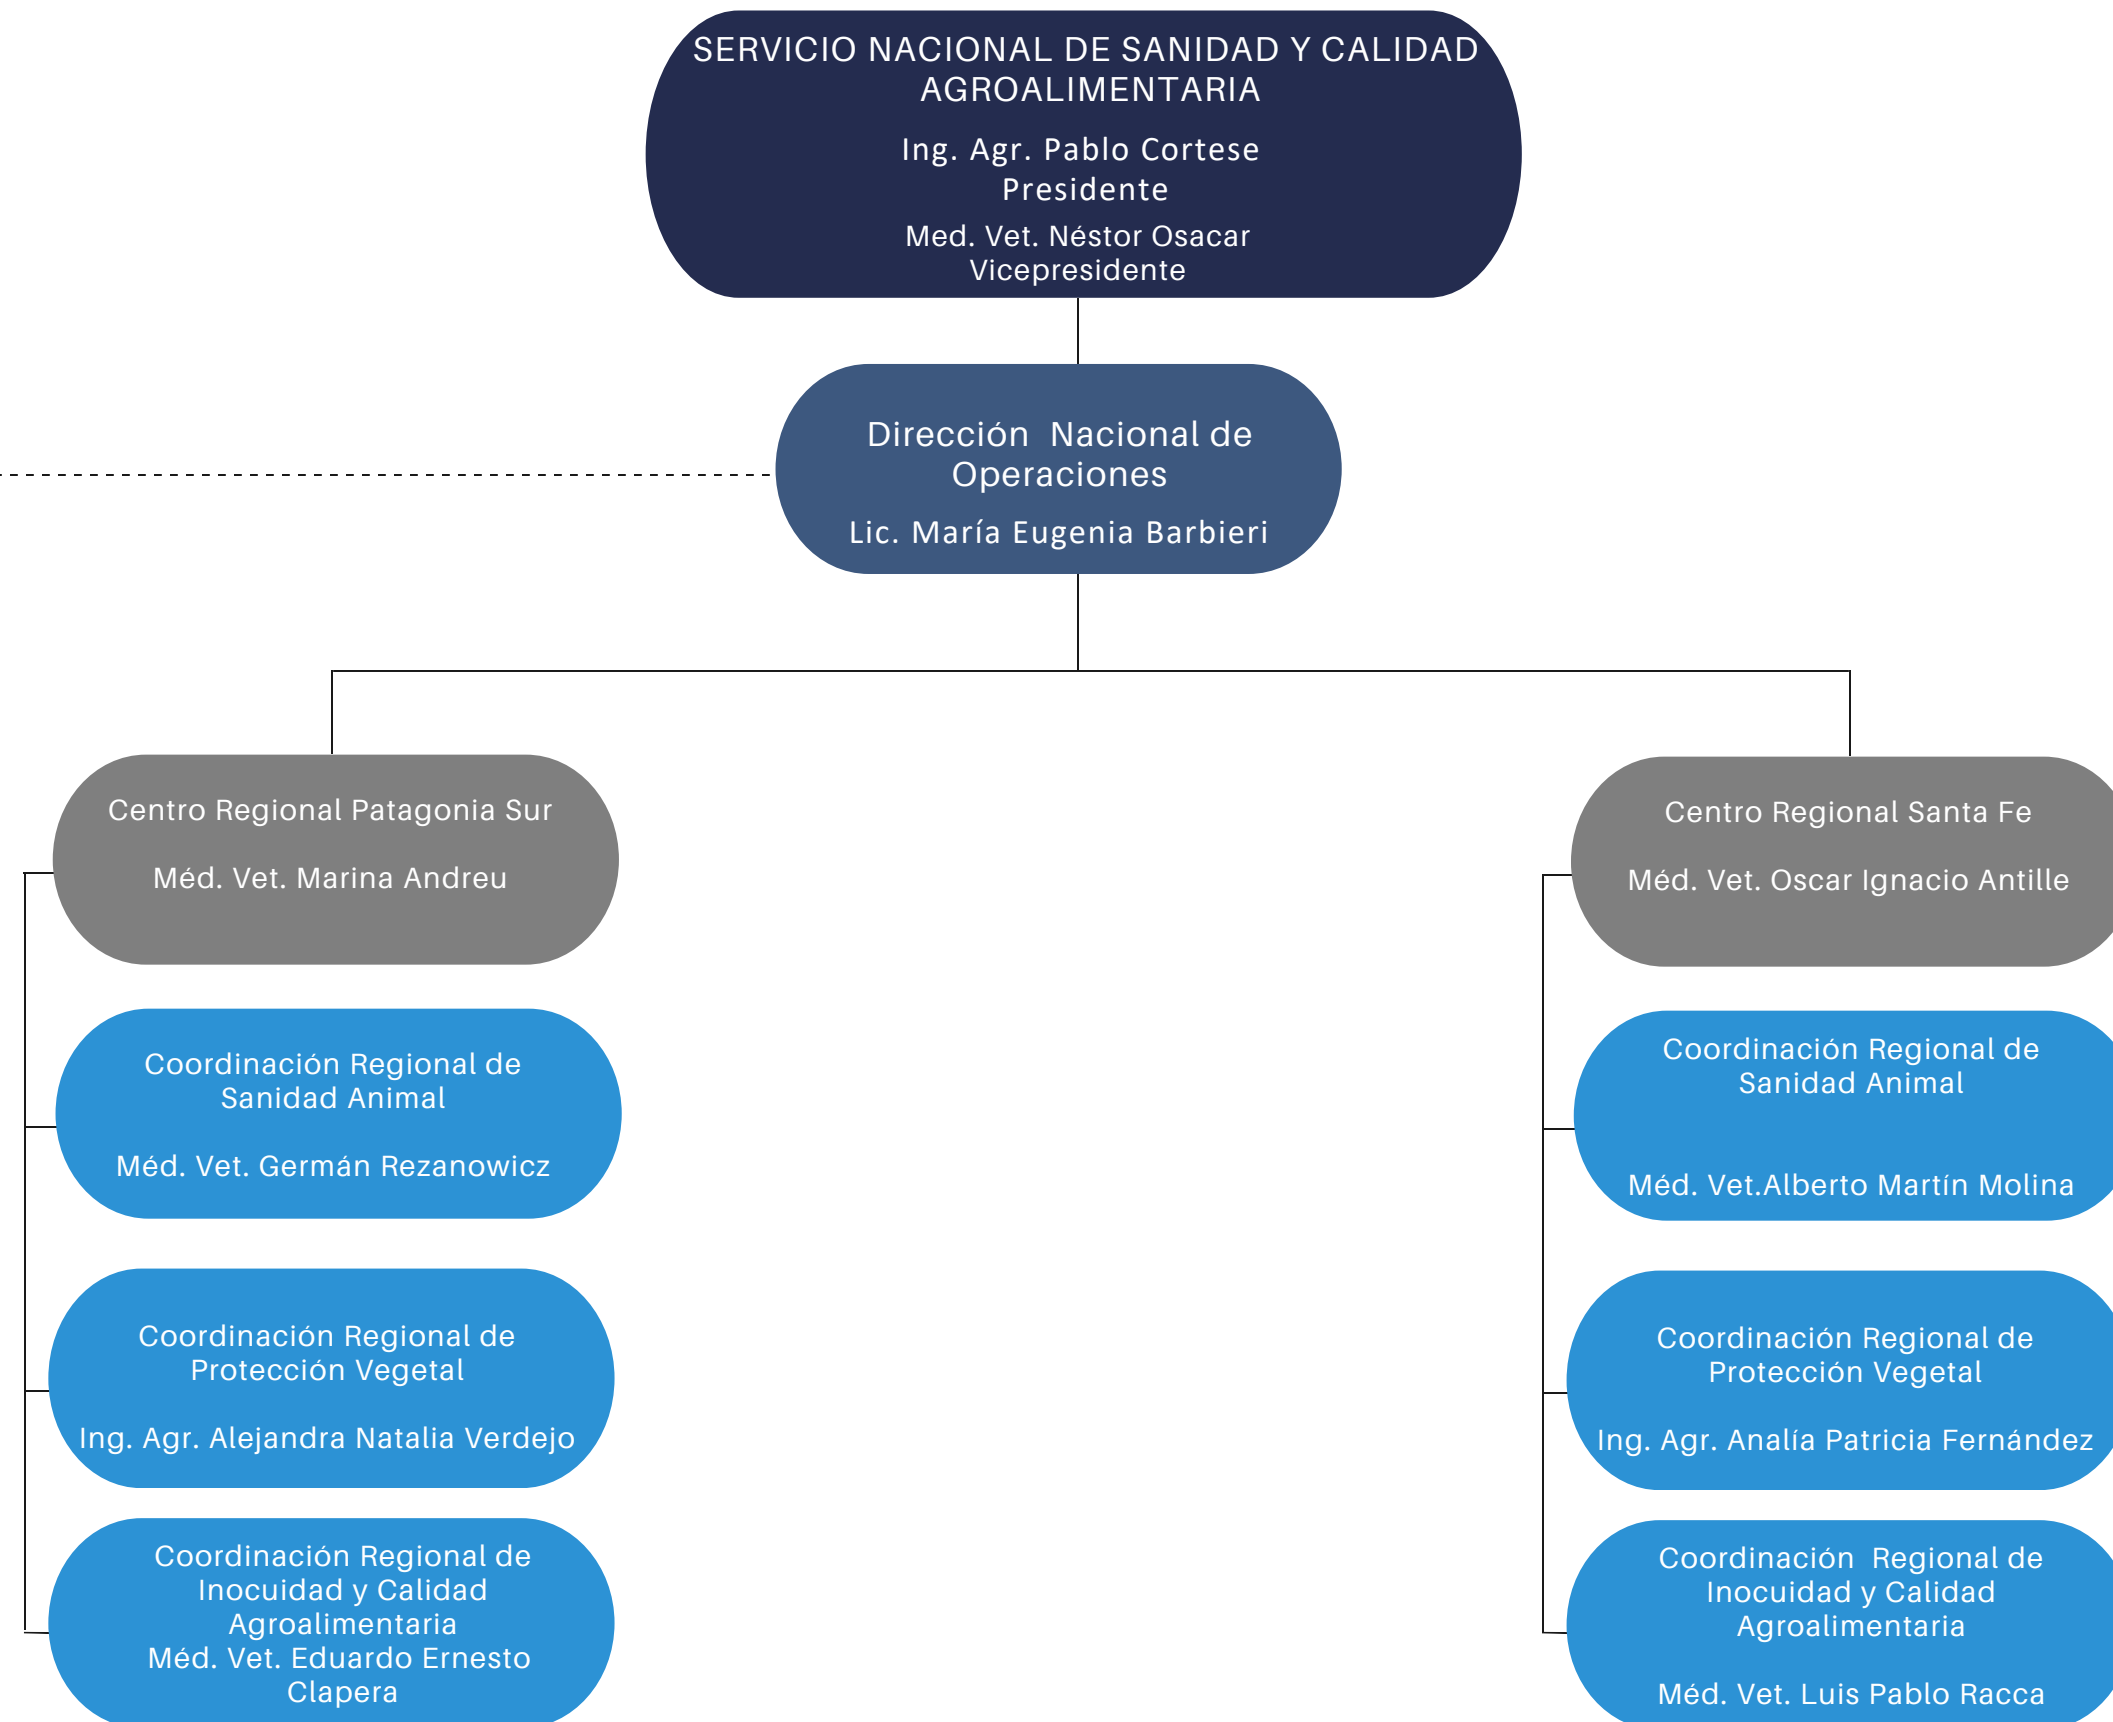 SERVICIO NACIONAL DE SANIDAD Y CALIDAD
AGROALIMENTARIA
Ing. Agr. Pablo Cortese
Presidente
Med. Vet. Néstor Osacar
Vicepresidente
Dirección Nacional de
Operaciones
Lic. María Eugenia Barbieri
Centro Regional Patagonia Sur
Méd. Vet. Marina Andreu
Coordinación Regional de
Sanidad Animal
Méd. Vet. Germán Rezanowicz
Coordinación Regional de
Protección Vegetal
Ing. Agr. Alejandra Natalia Verdejo
Coordinación Regional de
Inocuidad y Calidad
Agroalimentaria
Méd. Vet. Eduardo Ernesto
Clapera
Centro Regional Santa Fe
Méd. Vet. Oscar Ignacio Antille
Coordinación Regional de
Sanidad Animal
Méd. Vet.Alberto Martín Molina
Coordinación Regional de
Protección Vegetal
Ing. Agr. Analía Patricia Fernández
Coordinación Regional de
Inocuidad y Calidad
Agroalimentaria
Méd. Vet. Luis Pablo Racca